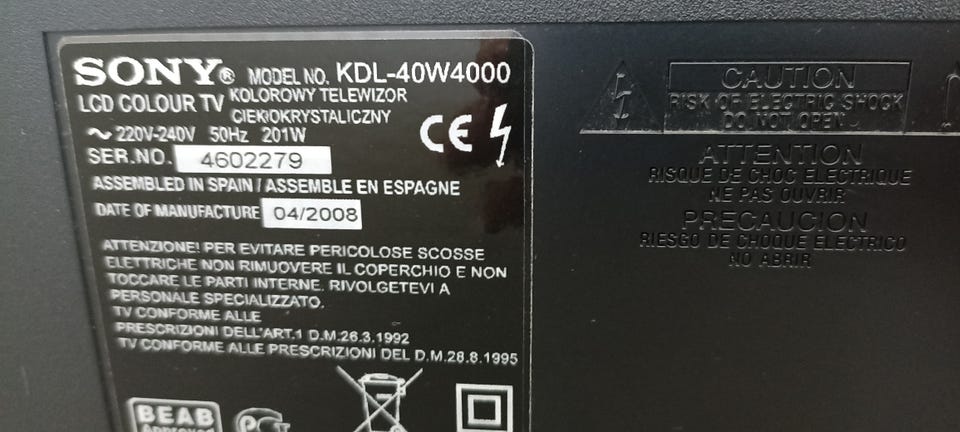 SONY® MODEL NO. KDL-40W4000
LCD COLOUR TV KOLOROWY TELEWIZOR
CIEKŁOKRYSTALICZNY
~ 220V-240V 50Hz 201W
SER.NO. 4602279
ASSEMBLED IN SPAIN / ASSEMBLE EN ESPAGNE
DATE OF MANUFACTURE 04/2008
ATTENZIONE! PER EVITARE PERICOLOSE SCOSSE
ELETTRICHE NON RIMUOVERE IL COPERCHIO E NON
TOCCARE LE PARTI INTERNE. RIVOLGETEVI A
PERSONALE SPECIALIZZATO.
TV CONFORME ALLE
PRESCRIZIONI DELL'ART.1 D.M.26.3.1992
TV CONFORME ALLE PRESCRIZIONI DEL D.M.28.8.1995
CE
BEAB
Approved
CAUTION
RISK OF ELECTRIC SHOCK
DO NOT OPEN
ATTENTION
RISQUE DE CHOC ELECTRIQUE
NE PAS OUVRIR
PRECAUCION
RIESGO DE CHOQUE ELECTRICO
NO ABRIR